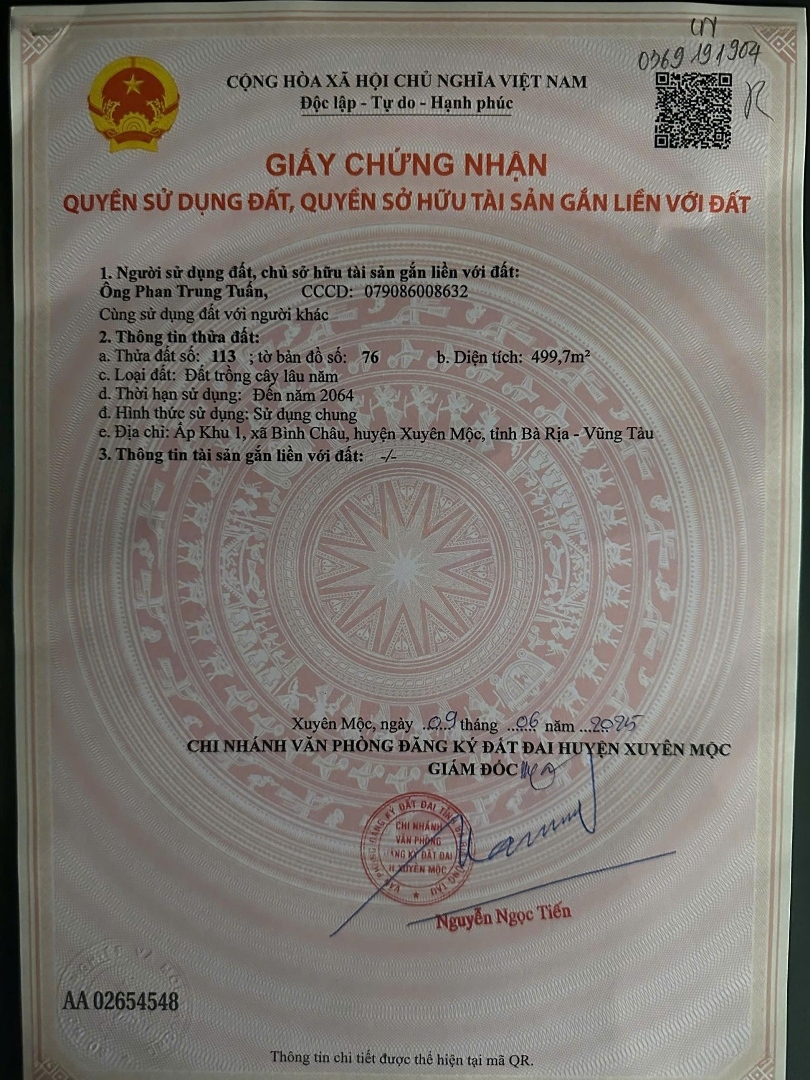 0369 191904
CỘNG HÒA XÃ HỘI CHỦ NGHĨA VIỆT NAM
Độc lập - Tự do - Hạnh phúc
GIẤY CHỨNG NHẬN
QUYỀN SỬ DỤNG ĐẤT, QUYỀN SỞ HỮU TÀI SẢN GẮN LIỀN VỚI ĐẤT
1. Người sử dụng đất, chủ sở hữu tài sản gắn liền với đất:
Ông Phan Trung Tuấn, CCCD: 079086008632
Cùng sử dụng đất với người khác
2. Thông tin thửa đất:
a. Thửa đất số: 113 ; tờ bản đồ số: 76 b. Diện tích: 499,7m²
c. Loại đất: Đất trồng cây lâu năm
d. Thời hạn sử dụng: Đến năm 2064
đ. Hình thức sử dụng: Sử dụng chung
e. Địa chỉ: Ấp Khu 1, xã Bình Châu, huyện Xuyên Mộc, tỉnh Bà Rịa - Vũng Tàu
3. Thông tin tài sản gắn liền với đất: -/-
Xuyên Mộc, ngày ..09 tháng ..06 năm ...2025
CHI NHÁNH VĂN PHÒNG ĐĂNG KÝ ĐẤT ĐAI HUYỆN XUYÊN MỘC
GIÁM ĐỐC
CHI NHÁNH
VĂN PHÒNG
ĐĂNG KÝ ĐẤT ĐAI
H.XUYÊN MỘC
Nguyễn Ngọc Tiến
AA 02654548
Thông tin chi tiết được thể hiện tại mã QR.